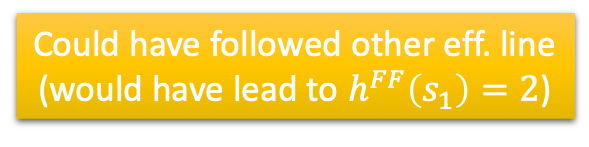 Could have followed other eff. line
(would have lead to $h^{FF}(s_1) = 2$)